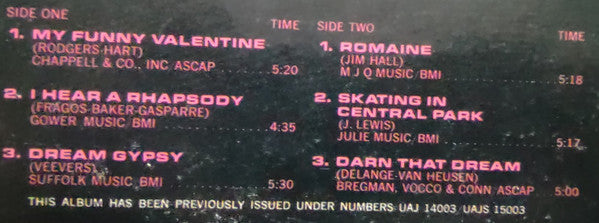 SIDE ONE TIME
1. MY FUNNY VALENTINE
(RODGERS-HART)
CHAPPELL & CO., INC. ASCAP 5:20
2. I HEAR A RHAPSODY
(FRAGOS-BAKER-GASPARRE)
GOWER MUSIC/BMI 4:35
3. DREAM GYPSY
(VEEVERS)
SUFFOLK MUSIC/BMI 5:30
SIDE TWO TIME
1. ROMAINE
(JIM HALL)
M J Q MUSIC/BMI 5:18
2. SKATING IN
CENTRAL PARK
(J. LEWIS)
JULIE MUSIC/BMI 5:17
3. DARN THAT DREAM
(DELANGE-VAN HEUSEN)
BREGMAN, VOCCO & CONN/ASCAP 5:00
THIS ALBUM HAS BEEN PREVIOUSLY ISSUED UNDER NUMBERS UAJ 14003/UAJS 15003